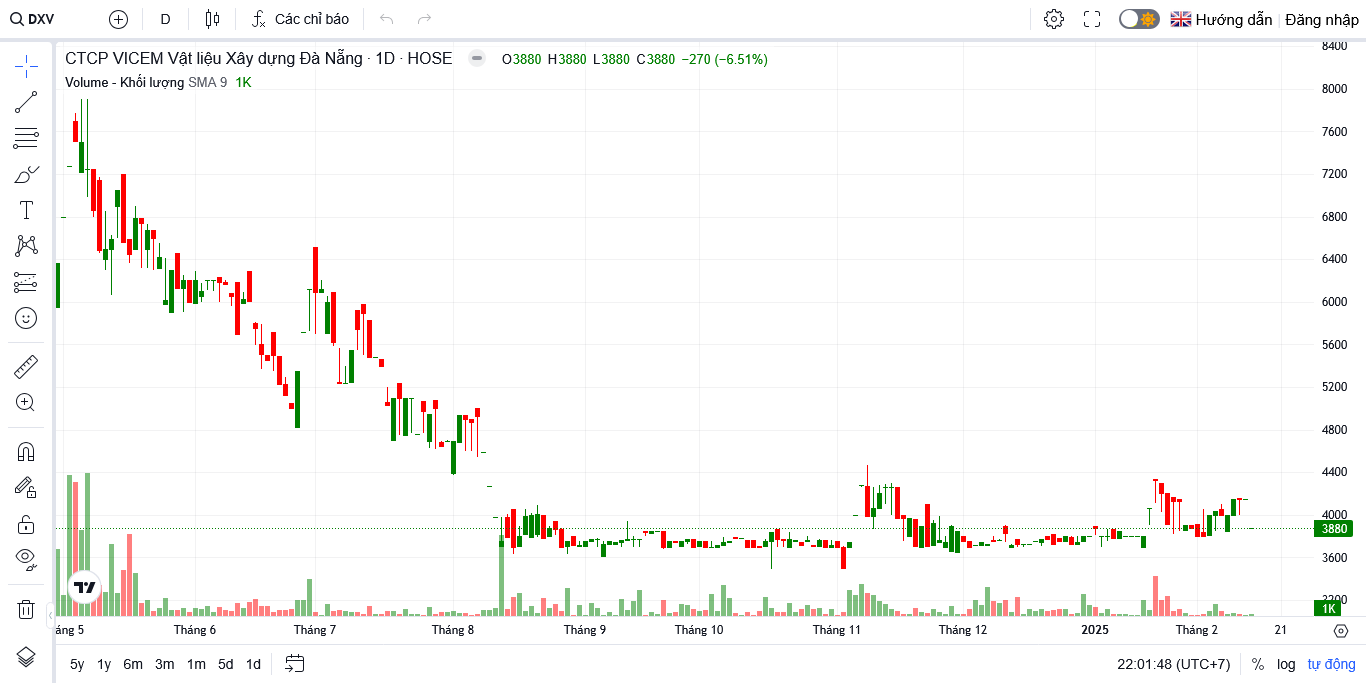 DXV D Các chỉ báo Hướng dẫn Đăng nhập
CTCP VICEM Vật liệu Xây dựng Đà Nẵng · 1D · HOSE O3880 H3880 L3880 C3880 −270 (−6.51%)
Volume - Khối lượng SMA 9 1K
8400
8000
7600
7200
6800
6400
6000
5600
5200
4800
4400
4000
3880
3600
3200
1K
áng 5 Tháng 6 Tháng 7 Tháng 8 Tháng 9 Tháng 10 Tháng 11 Tháng 12 2025 Tháng 2 21
5y 1y 6m 3m 1m 5d 1d 22:01:48 (UTC+7) % log tự động